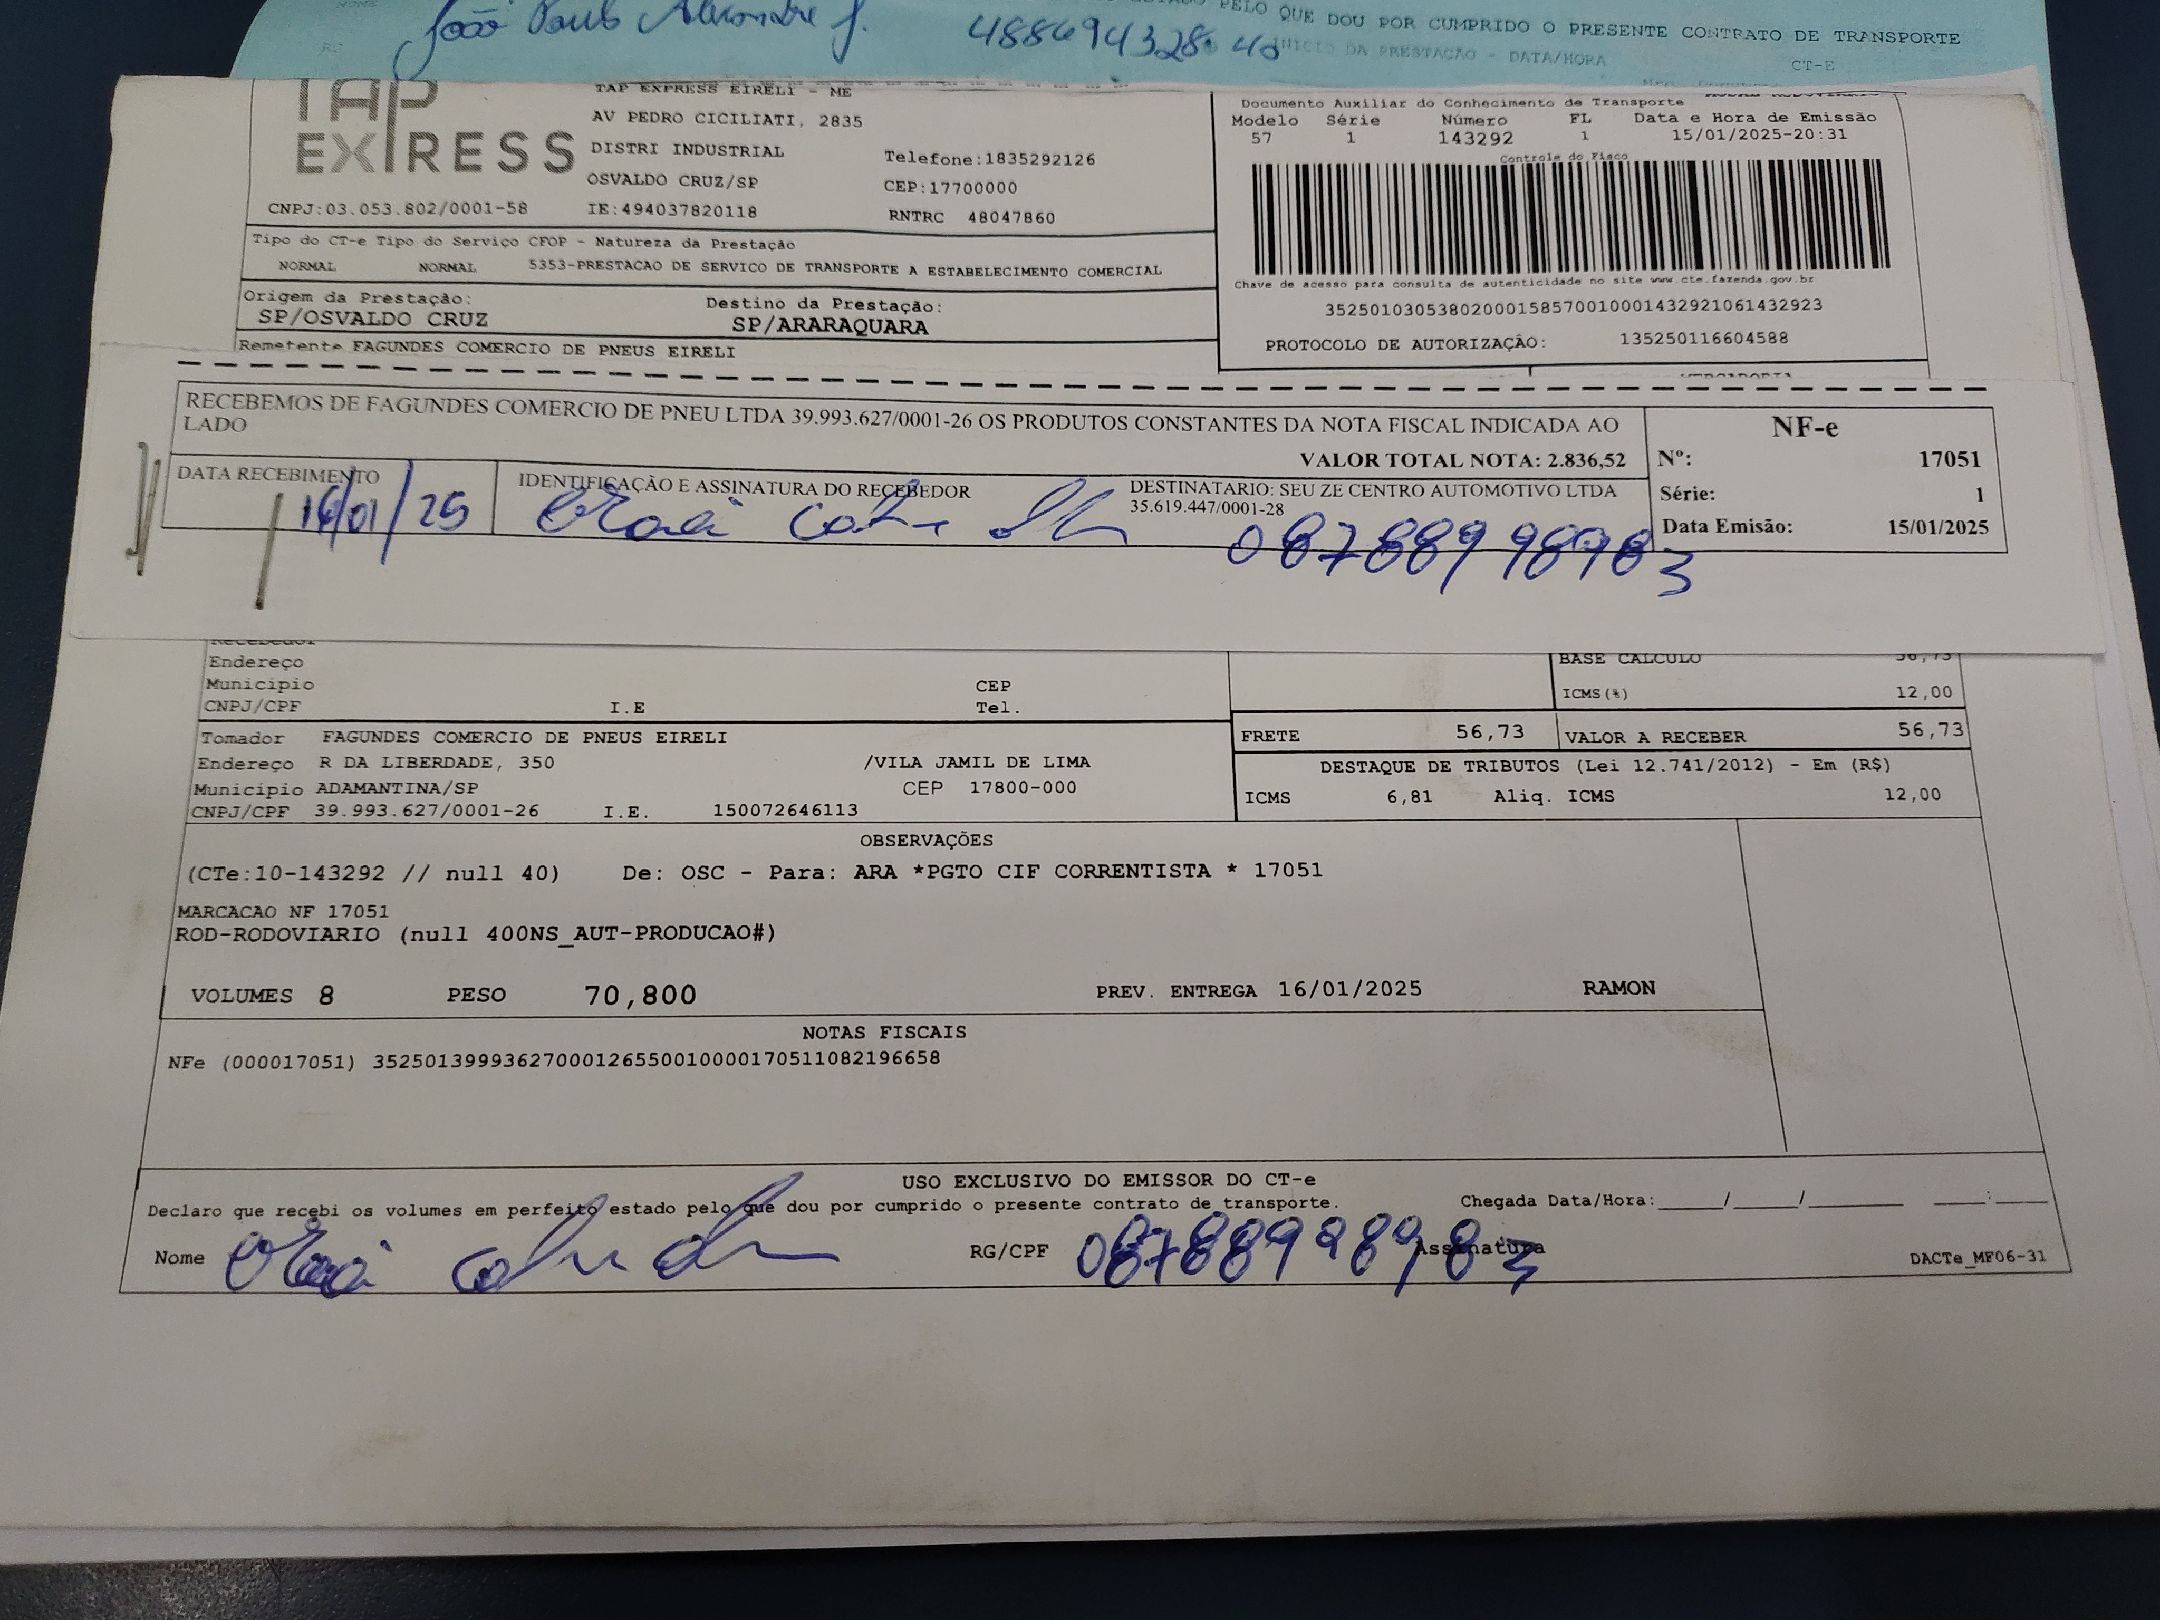 João Paulo Alexandre J.
488694328-40
PELO QUE DOU POR CUMPRIDO O PRESENTE CONTRATO DE TRANSPORTE
INICIO DA PRESTAÇÃO - DATA/HORA
CT-E
TAP EXPRESS
TAP EXPRESS EIRELI - ME
AV PEDRO CICILIATI, 2835
DISTRI INDUSTRIAL
Telefone:1835292126
OSVALDO CRUZ/SP
CEP:17700000
CNPJ:03.053.802/0001-58
IE:494037820118
RNTRC 48047860
Documento Auxiliar do Conhecimento de Transporte
Modelo Série Número FL Data e Hora de Emissão
57 1 143292 1 15/01/2025-20:31
Controle do Fisco
Chave de acesso para consulta de autenticidade no site www.cte.fazenda.gov.br
35250103053802000158570010001432921061432923
PROTOCOLO DE AUTORIZAÇÃO: 135250116604588
Tipo do CT-e Tipo do Serviço CFOP - Natureza da Prestação
NORMAL NORMAL 5353-PRESTACAO DE SERVICO DE TRANSPORTE A ESTABELECIMENTO COMERCIAL
Origem da Prestação: Destino da Prestação:
SP/OSVALDO CRUZ SP/ARARAQUARA
Remetente FAGUNDES COMERCIO DE PNEUS EIRELI
RECEBEMOS DE FAGUNDES COMERCIO DE PNEU LTDA 39.993.627/0001-26 OS PRODUTOS CONSTANTES DA NOTA FISCAL INDICADA AO
LADO
VALOR TOTAL NOTA: 2.836,52
DATA RECEBIMENTO
16/01/25
IDENTIFICAÇÃO E ASSINATURA DO RECEBEDOR
DESTINATARIO: SEU ZE CENTRO AUTOMOTIVO LTDA
35.619.447/0001-28
08788998983
NF-e
Nº: 17051
Série: 1
Data Emisão: 15/01/2025
Recebedor
Endereço
Municipio CEP
CNPJ/CPF I.E Tel.
BASE CALCULO 56,73
ICMS(%) 12,00
FRETE 56,73 VALOR A RECEBER 56,73
Tomador FAGUNDES COMERCIO DE PNEUS EIRELI
Endereço R DA LIBERDADE, 350 /VILA JAMIL DE LIMA
Municipio ADAMANTINA/SP CEP 17800-000
CNPJ/CPF 39.993.627/0001-26 I.E. 150072646113
DESTAQUE DE TRIBUTOS (Lei 12.741/2012) - Em (R$)
ICMS 6,81 Aliq. ICMS 12,00
OBSERVAÇÕES
(CTe:10-143292 // null 40) De: OSC - Para: ARA *PGTO CIF CORRENTISTA * 17051
MARCACAO NF 17051
ROD-RODOVIARIO (null 400NS_AUT-PRODUCAO#)
VOLUMES 8 PESO 70,800 PREV. ENTREGA 16/01/2025 RAMON
NOTAS FISCAIS
NFe (000017051) 35250139993627000126550010000170511082196658
USO EXCLUSIVO DO EMISSOR DO CT-e
Declaro que recebi os volumes em perfeito estado pelo que dou por cumprido o presente contrato de transporte. Chegada Data/Hora:____/____/______ ____:____
Nome
RG/CPF 08788998983 Assinatura
DACTe_MF06-31